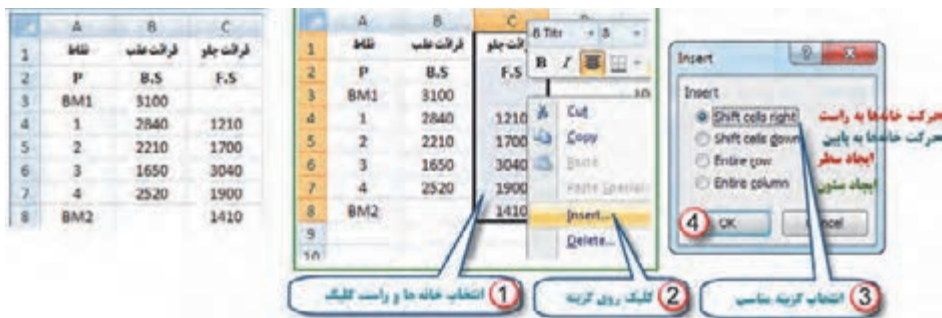 A B C
1 نقاط قرائت عقب قرائت جلو
2 P B.S F.S
3 BM1 3100
4 1 2840 1210
5 2 2210 1700
6 3 1650 3040
7 4 2520 1900
8 BM2 1410
A B C
1 نقاط قرائت عقب قرائت جلو
2 P B.S F.S
3 BM1 3100
4 1 2840 1210
5 2 2210 1700
6 3 1650 3040
7 4 2520 1900
8 BM2 1410
9
10
B Titr 8
B I
Cut
Copy
Paste
Paste Special
Insert...
Delete...
Insert
Insert
Shift cells right حرکت خانه‌ها به راست
Shift cells down حرکت خانه‌ها به پایین
Entire row ایجاد سطر
Entire column ایجاد ستون
4 OK Cancel
1 انتخاب خانه ها و راست کلیک
2 کلیک روی گزینه
3 انتخاب گزینه مناسب